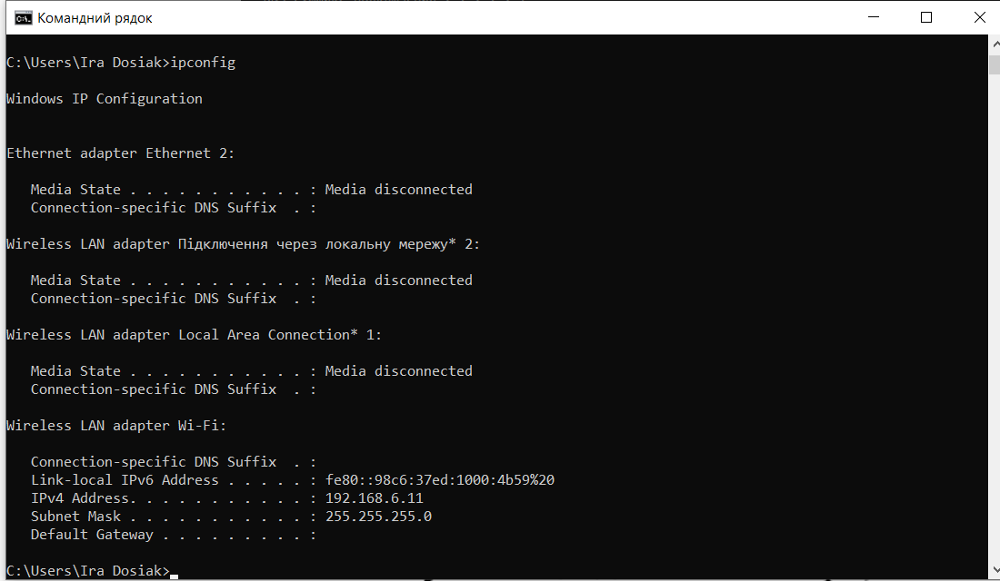 Командний рядок
C:\Users\Ira Dosiak>ipconfig
Windows IP Configuration
Ethernet adapter Ethernet 2:
Media State . . . . . . . . . . . : Media disconnected
Connection-specific DNS Suffix  . :
Wireless LAN adapter Підключення через локальну мережу* 2:
Media State . . . . . . . . . . . : Media disconnected
Connection-specific DNS Suffix  . :
Wireless LAN adapter Local Area Connection* 1:
Media State . . . . . . . . . . . : Media disconnected
Connection-specific DNS Suffix  . :
Wireless LAN adapter Wi-Fi:
Connection-specific DNS Suffix  . :
Link-local IPv6 Address . . . . . : fe80::98c6:37ed:1000:4b59%20
IPv4 Address. . . . . . . . . . . : 192.168.6.11
Subnet Mask . . . . . . . . . . . : 255.255.255.0
Default Gateway . . . . . . . . . :
C:\Users\Ira Dosiak>